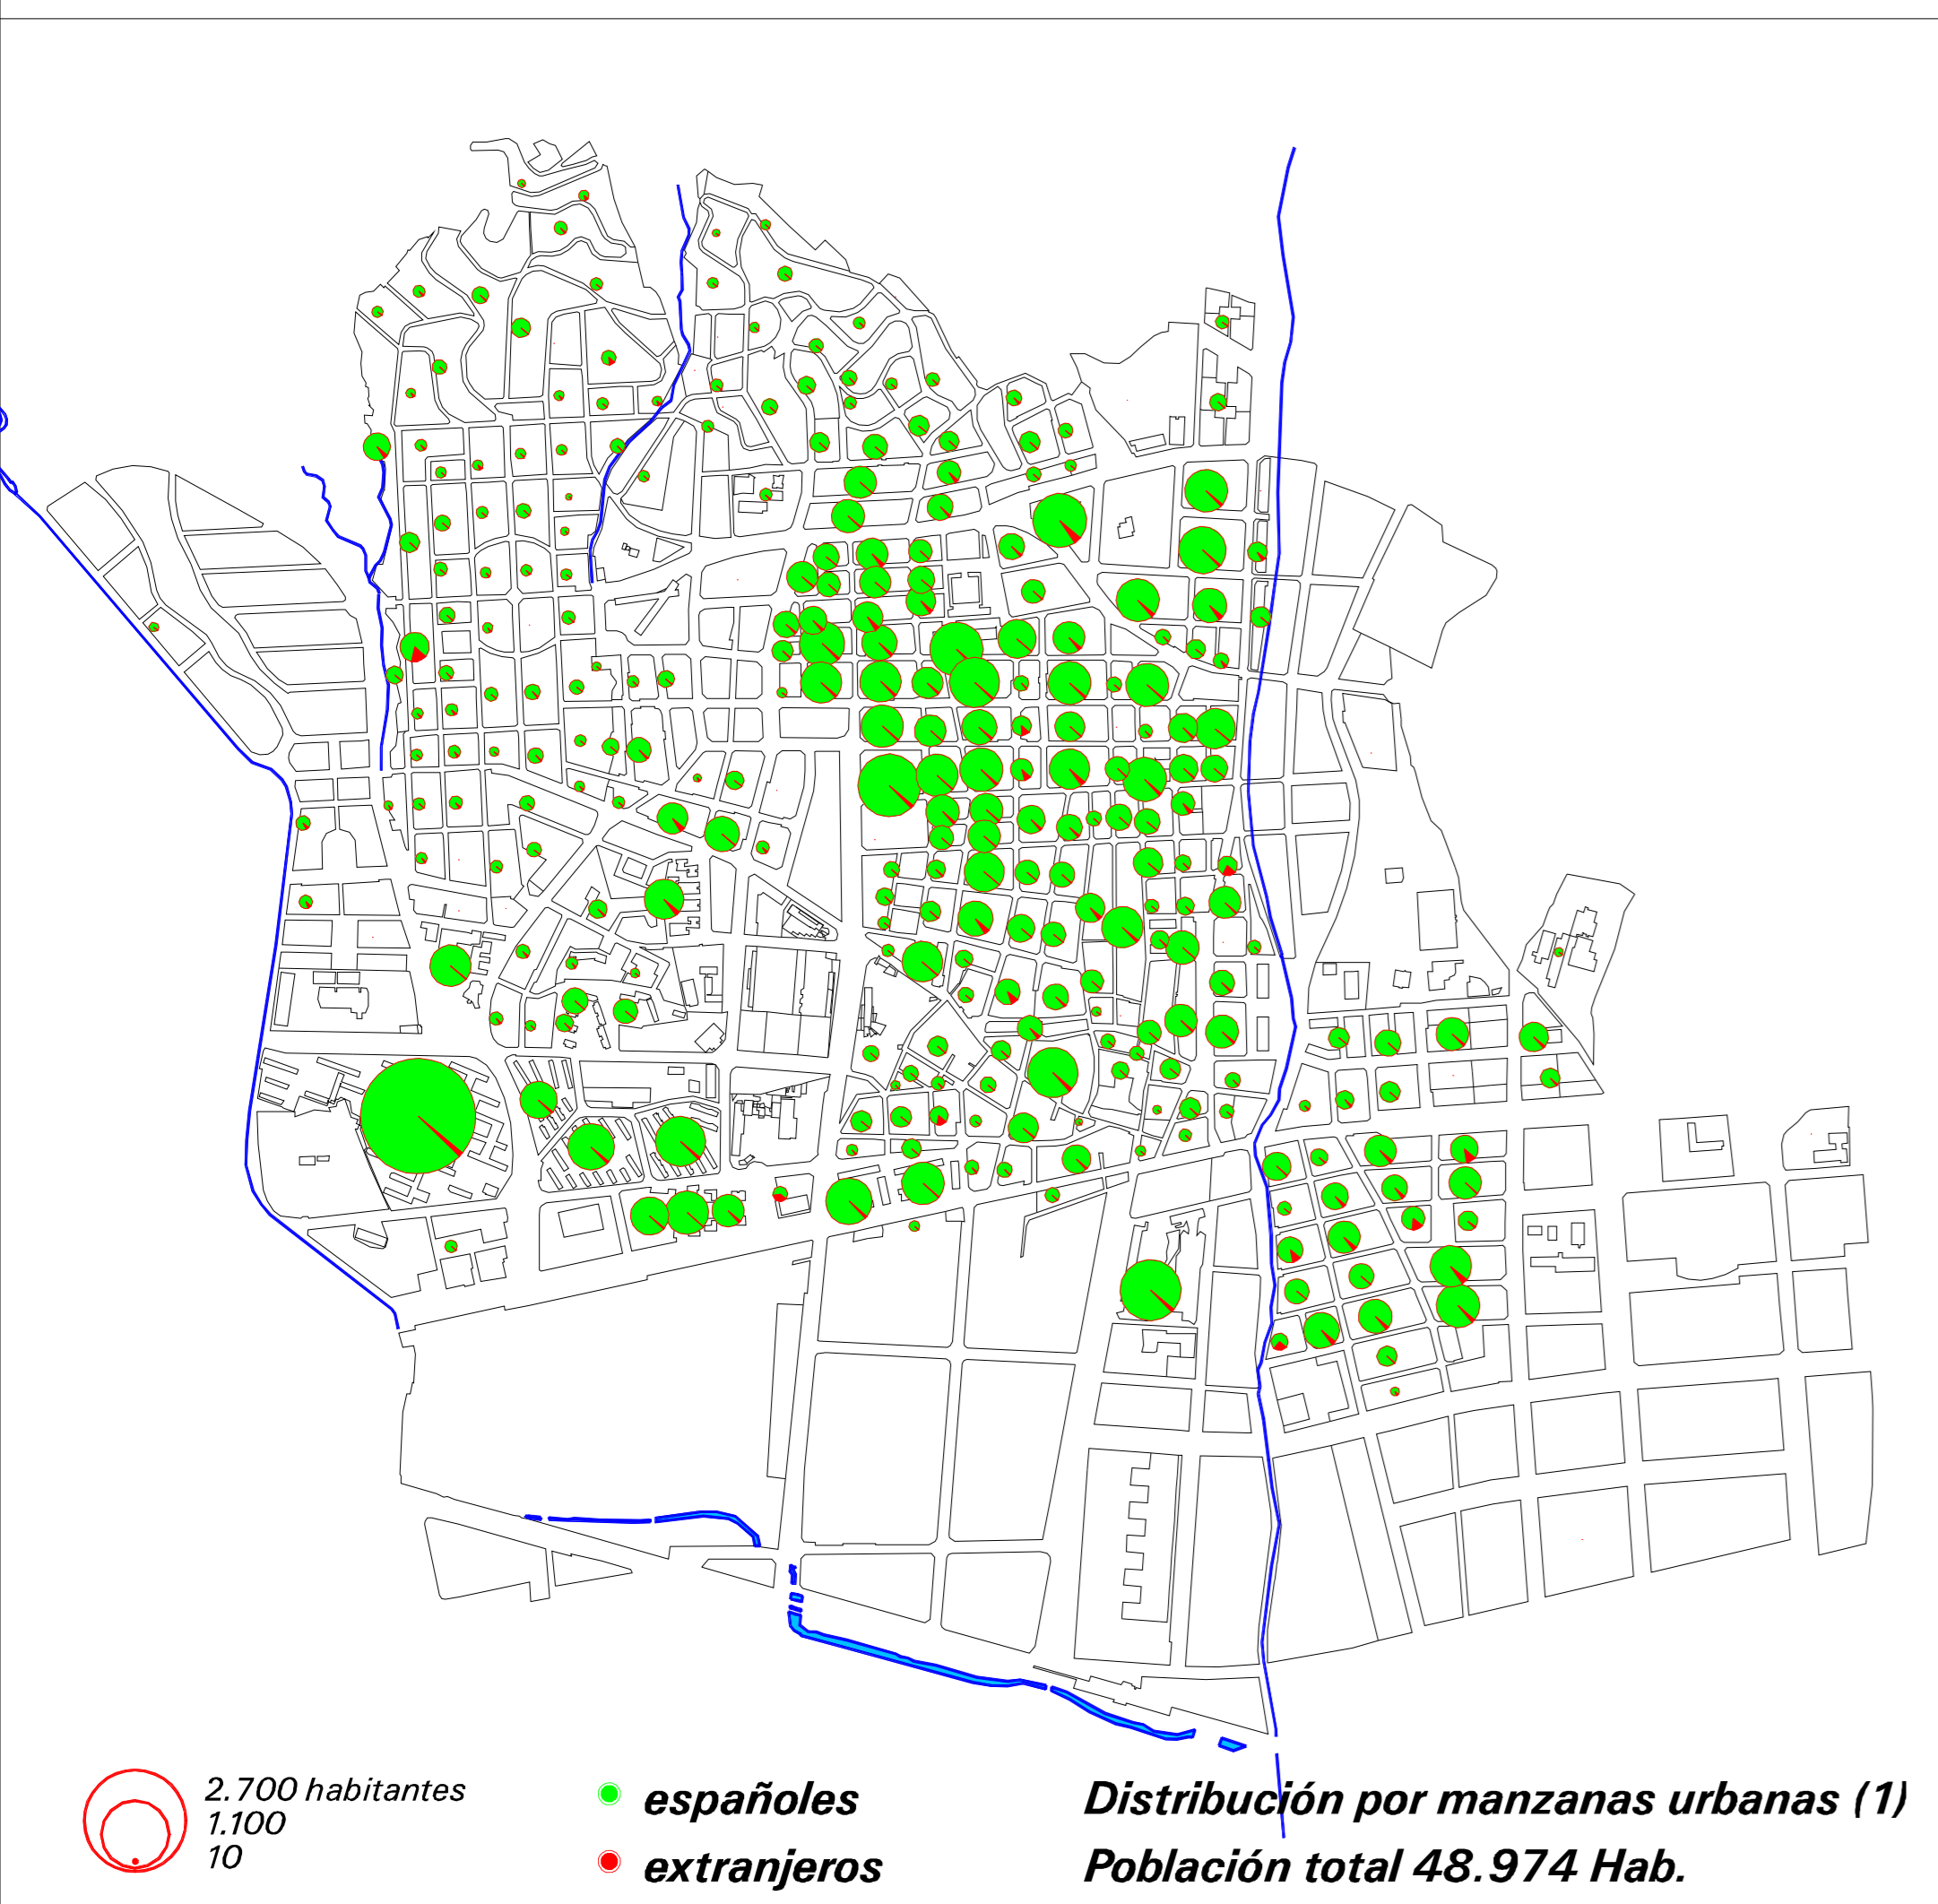 2.700 habitantes
1.100
10
españoles
extranjeros
Distribución por manzanas urbanas (1)
Población total 48.974 Hab.